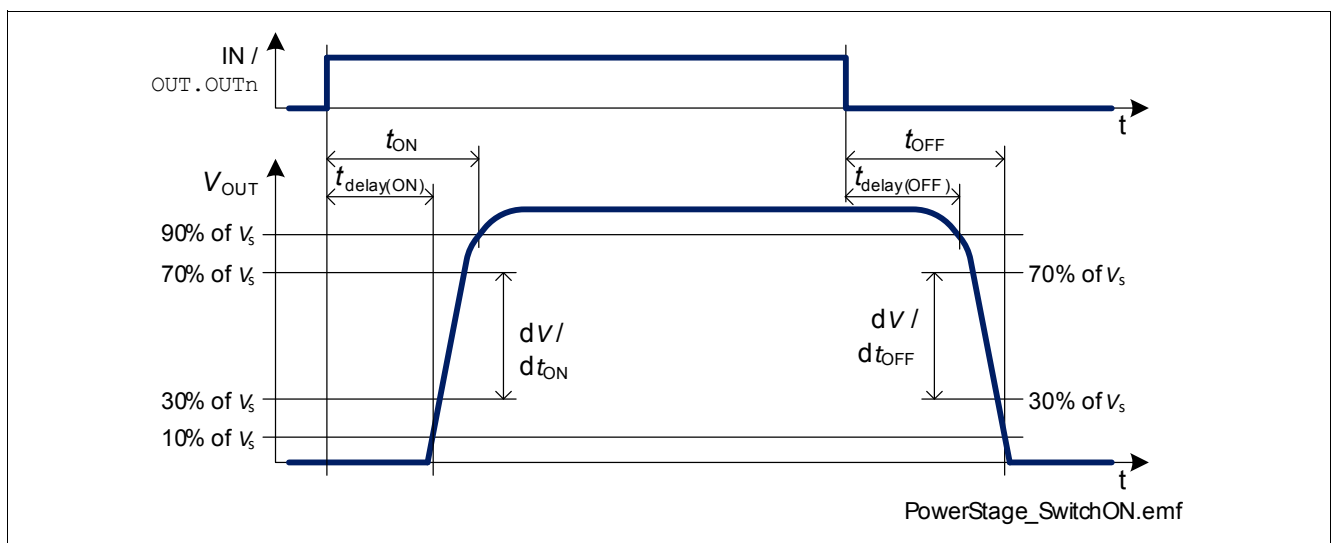 IN /
OUT.OUTn
t
tON
tOFF
VOUT
tdelay(ON)
tdelay(OFF)
90% of Vs
70% of Vs
70% of Vs
dV /
dtON
dV /
dtOFF
30% of Vs
30% of Vs
10% of Vs
t
PowerStage_SwitchON.emf